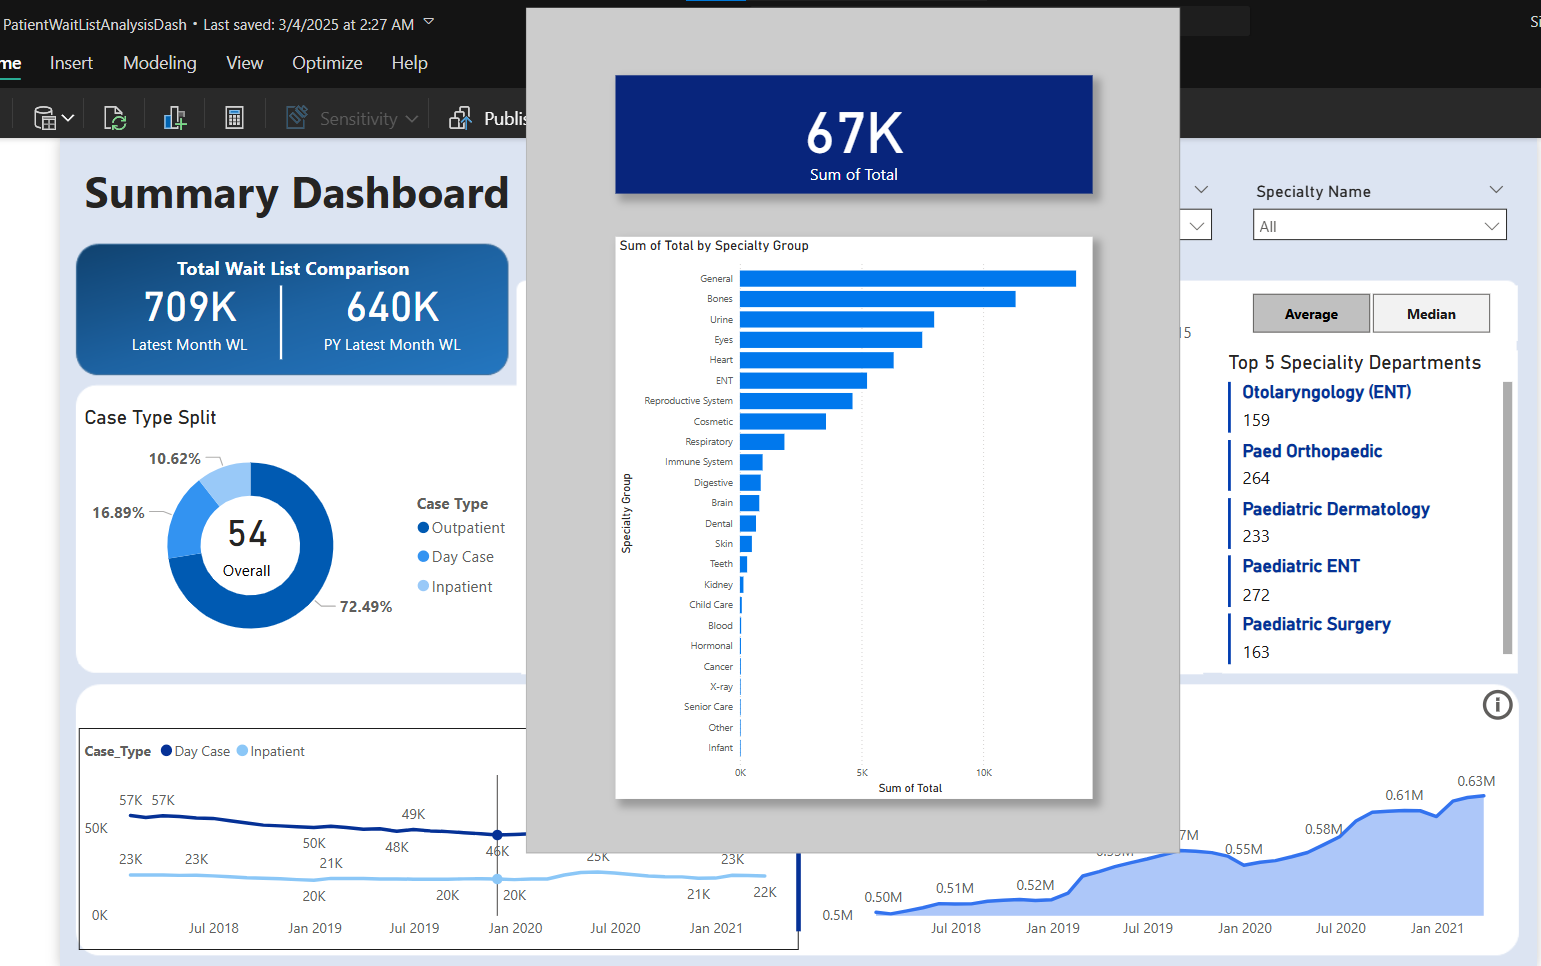 PatientWaitListAnalysisDash • Last saved: 3/4/2025 at 2:27 AM
me Insert Modeling View Optimize Help
Sensitivity
Publis
Si
Summary Dashboard
Total Wait List Comparison
709K
Latest Month WL
640K
PY Latest Month WL
Case Type Split
10.62%
16.89%
72.49%
54
Overall
Case Type
Outpatient
Day Case
Inpatient
67K
Sum of Total
Sum of Total by Specialty Group
Specialty Group
General
Bones
Urine
Eyes
Heart
ENT
Reproductive System
Cosmetic
Respiratory
Immune System
Digestive
Brain
Dental
Skin
Teeth
Kidney
Child Care
Blood
Hormonal
Cancer
X-ray
Senior Care
Other
Infant
0K 5K 10K
Sum of Total
Specialty Name
All
15
Average
Median
Top 5 Speciality Departments
Otolaryngology (ENT)
159
Paed Orthopaedic
264
Paediatric Dermatology
233
Paediatric ENT
272
Paediatric Surgery
163
Case_Type Day Case Inpatient
57K 57K
49K
50K
50K
48K
46K
23K 23K
21K
25K
23K
20K
20K
20K
21K
22K
0K
Jul 2018 Jan 2019 Jul 2019 Jan 2020 Jul 2020 Jan 2021
0.63M
0.61M
0.58M
7M
0.55M
0.52M
0.51M
0.50M
0.5M
Jul 2018 Jan 2019 Jul 2019 Jan 2020 Jul 2020 Jan 2021